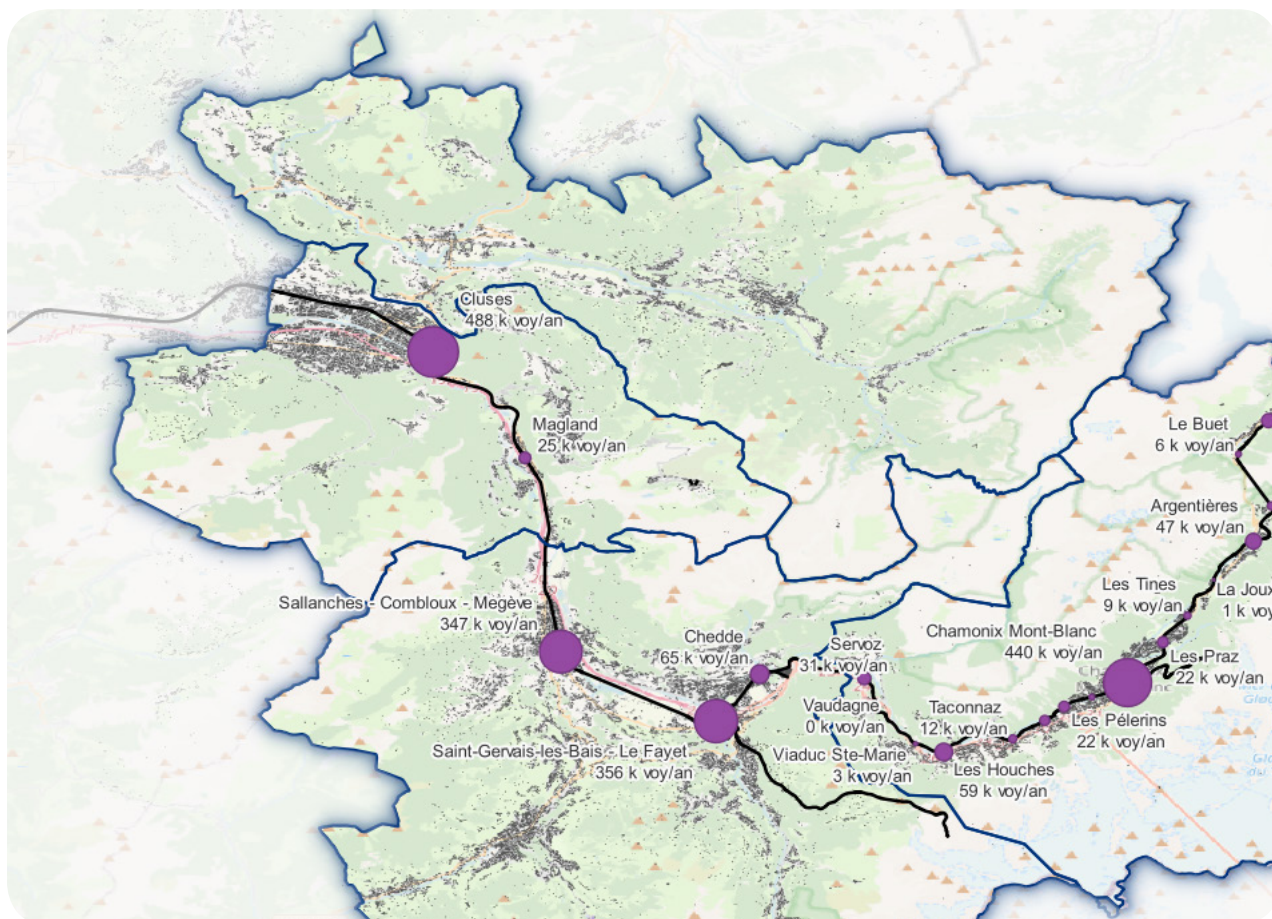 Cluses
488 k voy/an
Magland
25 k voy/an
Le Buet
6 k voy/an
Argentières
47 k voy/an
Les Tines
9 k voy/an
La Joux
1 k voy/an
Sallanches - Combloux - Megève
347 k voy/an
Chedde
65 k voy/an
Servoz
31 k voy/an
Chamonix Mont-Blanc
440 k voy/an
Les Praz
22 k voy/an
Vaudagne
0 k voy/an
Taconnaz
12 k voy/an
Les Pélerins
22 k voy/an
Saint-Gervais-les-Bais - Le Fayet
356 k voy/an
Viaduc Ste-Marie
3 k voy/an
Les Houches
59 k voy/an